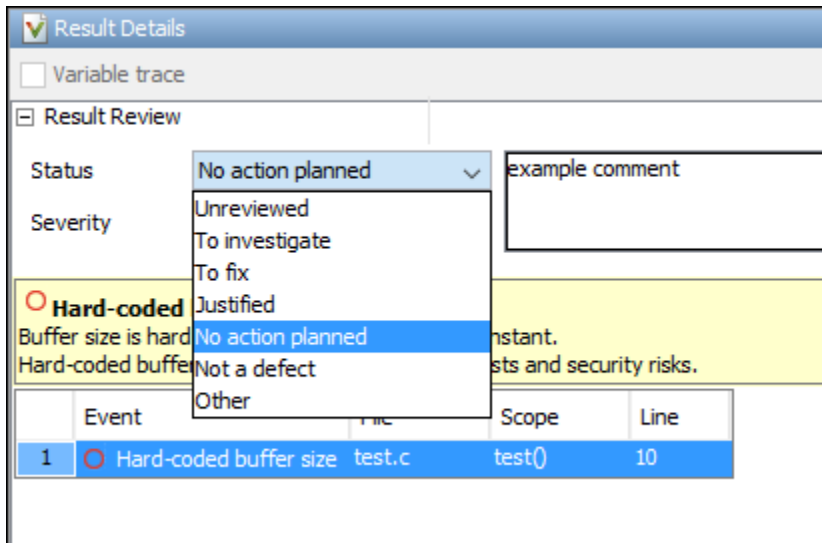 Result Details
Variable trace
Result Review
Status No action planned example comment
Severity
Unreviewed
To investigate
To fix
Justified
No action planned
Not a defect
Other
Hard-coded
Buffer size is hard nstant.
Hard-coded buffe sts and security risks.
Event File Scope Line
1 Hard-coded buffer size test.c test() 10